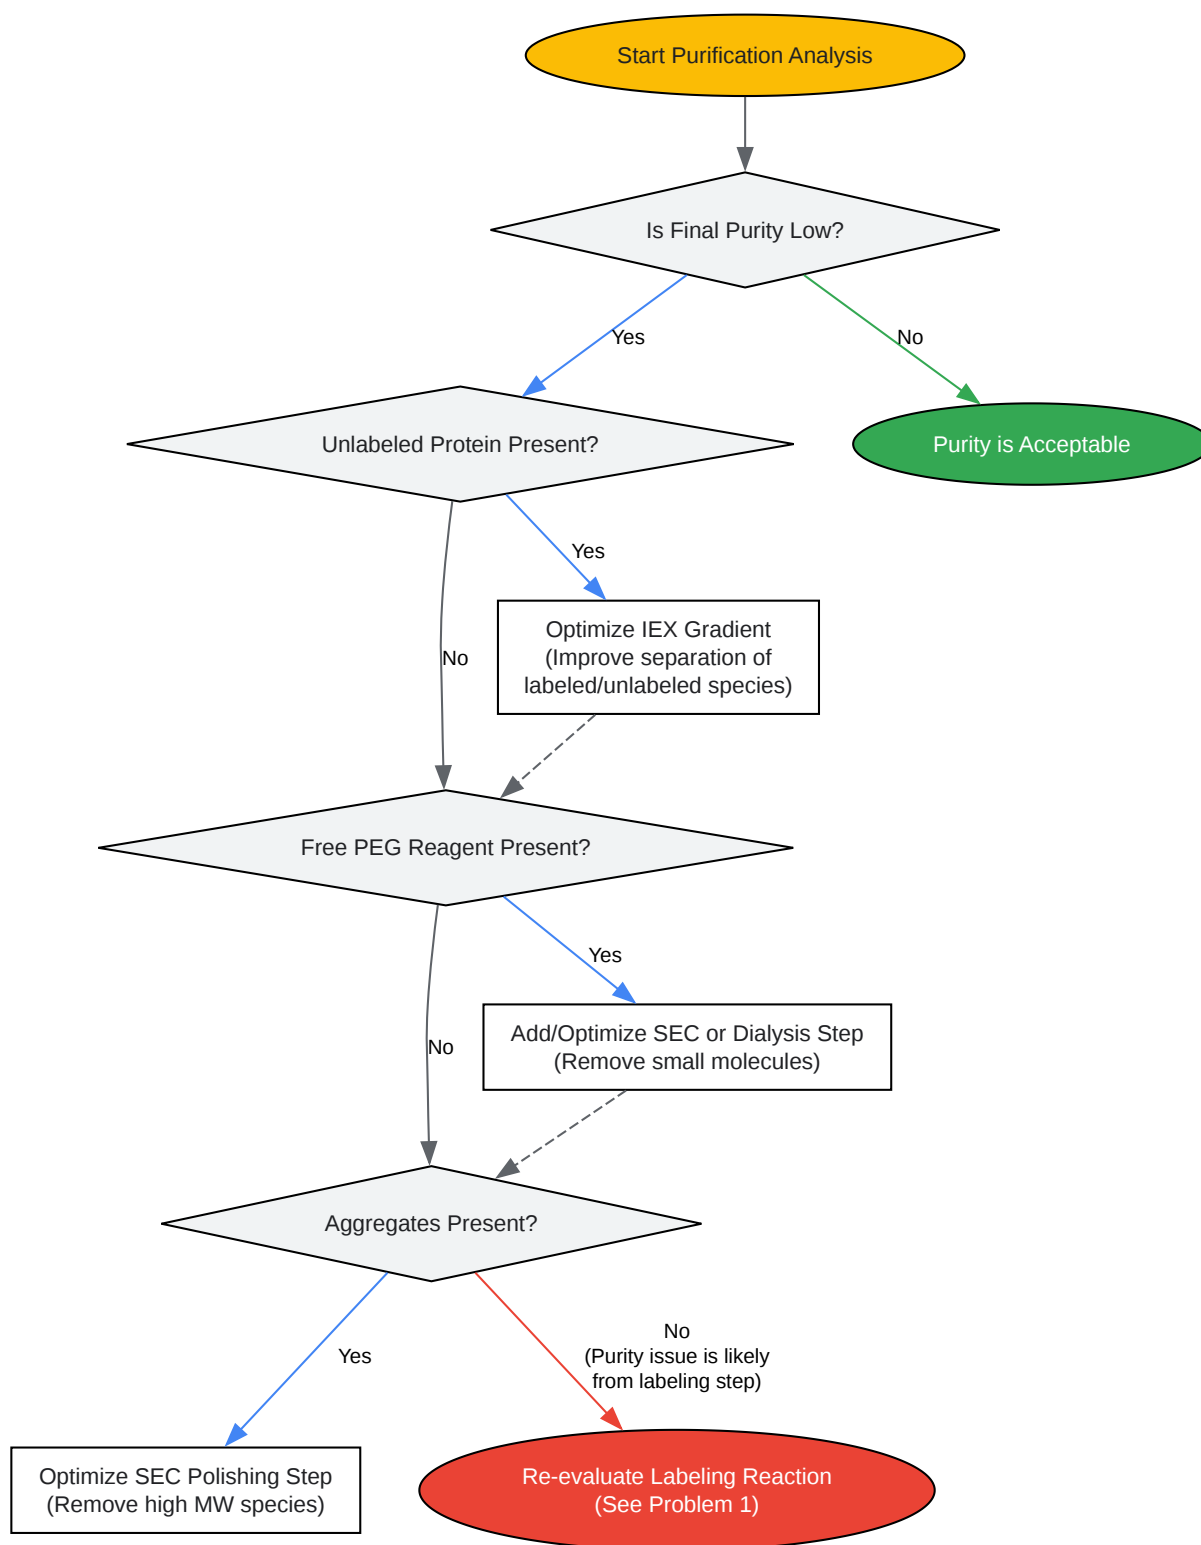 Start Purification Analysis
Is Final Purity Low?
Yes
No
Unlabeled Protein Present?
Purity is Acceptable
Yes
No
Optimize IEX Gradient
(Improve separation of
labeled/unlabeled species)
Free PEG Reagent Present?
Yes
No
Add/Optimize SEC or Dialysis Step
(Remove small molecules)
Aggregates Present?
Yes
No
(Purity issue is likely
from labeling step)
Optimize SEC Polishing Step
(Remove high MW species)
Re-evaluate Labeling Reaction
(See Problem 1)